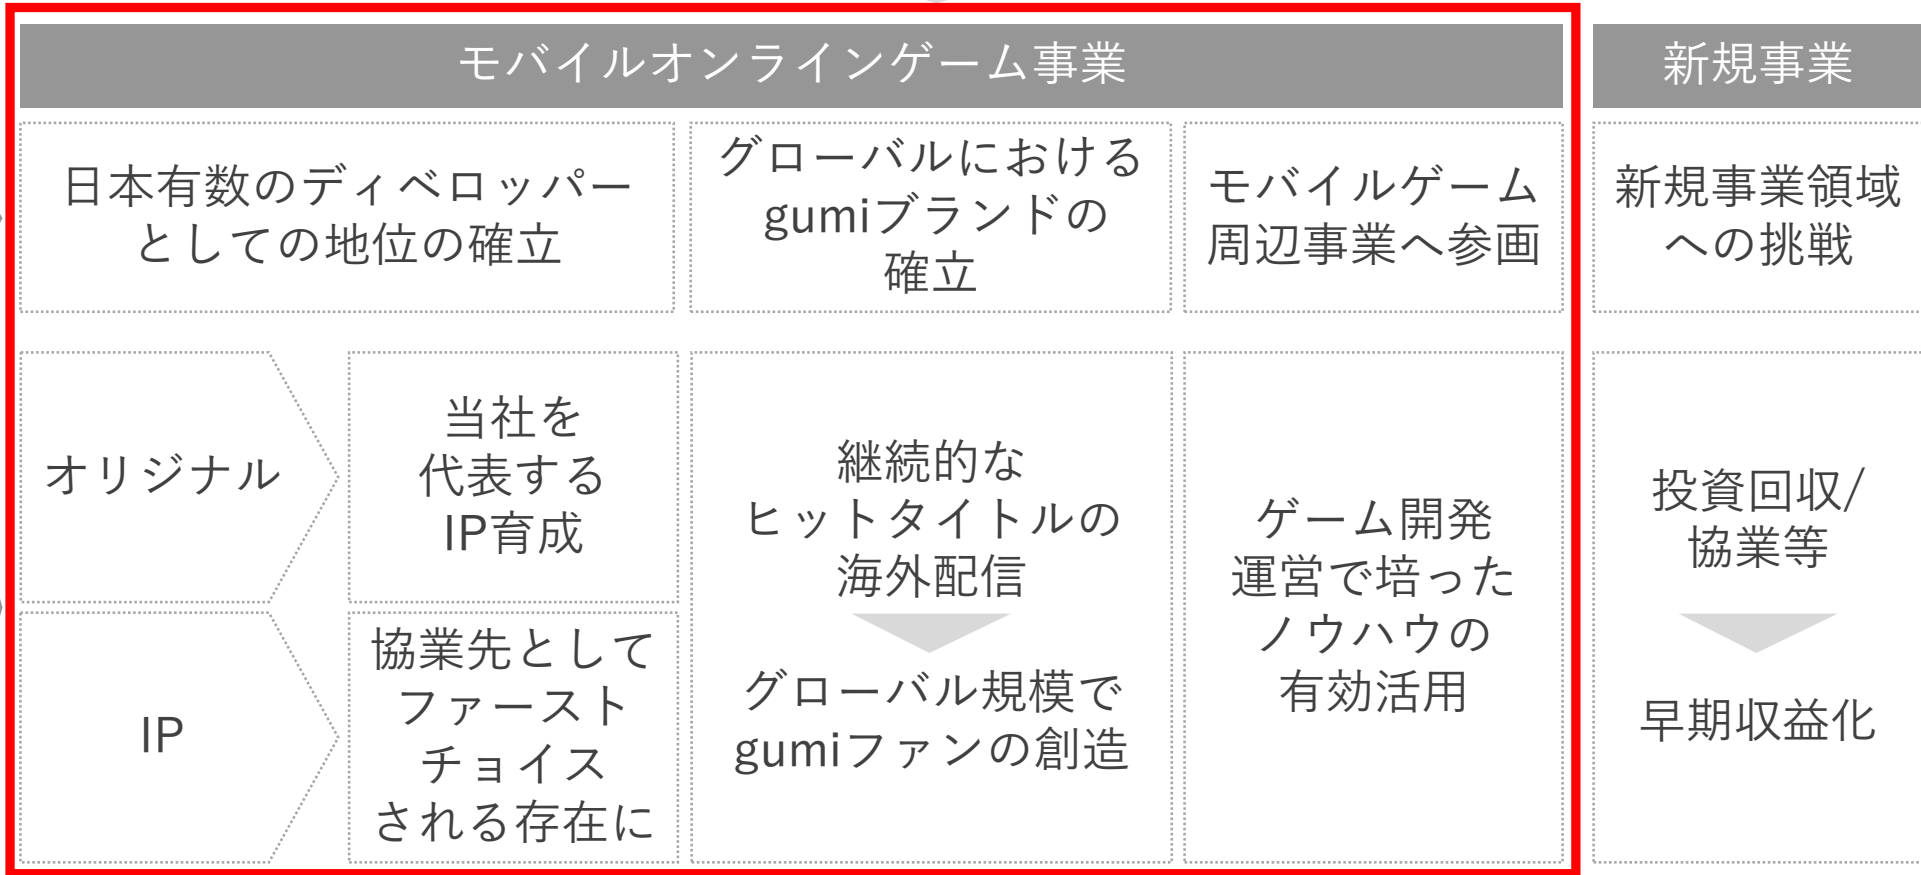 モバイルオンラインゲーム事業
新規事業
日本有数のディベロッパー
としての地位の確立
グローバルにおける
gumiブランドの
確立
モバイルゲーム
周辺事業へ参画
新規事業領域
への挑戦
オリジナル
当社を
代表する
IP育成
IP
協業先として
ファースト
チョイス
される存在に
継続的な
ヒットタイトルの
海外配信
グローバル規模で
gumiファンの創造
ゲーム開発
運営で培った
ノウハウの
有効活用
投資回収/
協業等
早期収益化